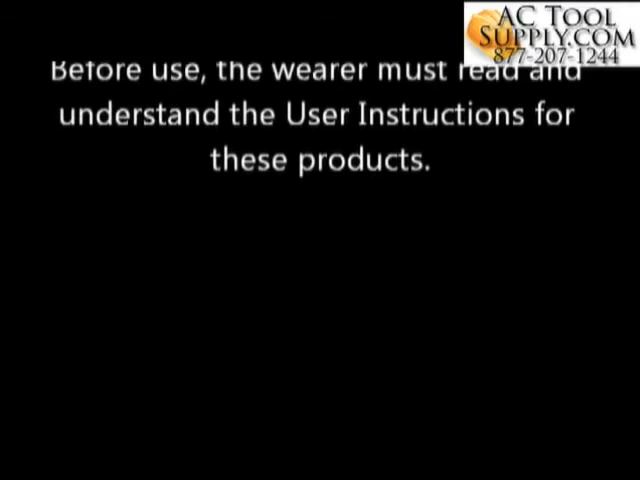 AC TOOL
SUPPLY.COM
877-207-1244
Before use, the wearer must read and
understand the User Instructions for
these products.